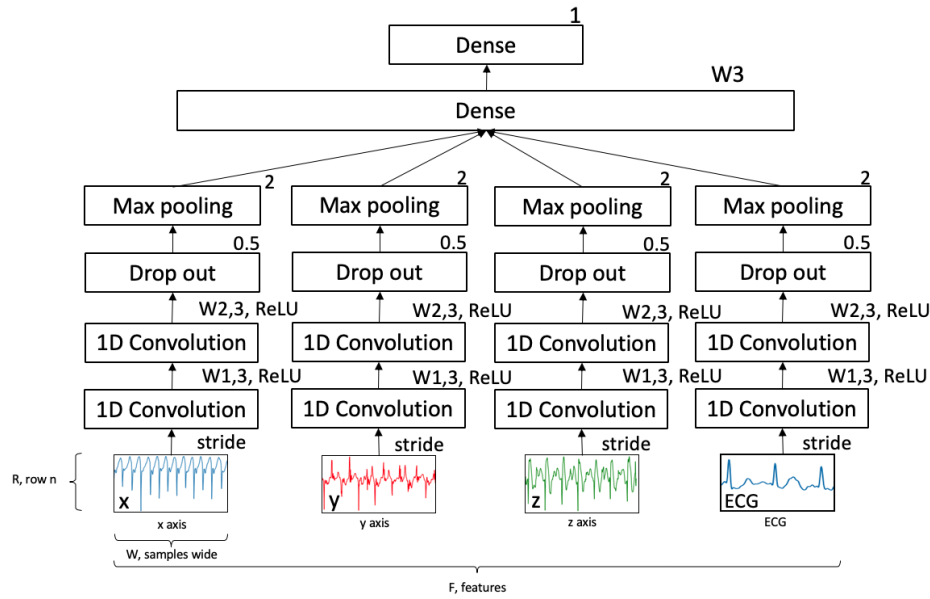 1
Dense
W3
Dense
2 2 2 2
Max pooling Max pooling Max pooling Max pooling
0.5 0.5 0.5 0.5
Drop out Drop out Drop out Drop out
W2,3, ReLU W2,3, ReLU W2,3, ReLU W2,3, ReLU
1D Convolution 1D Convolution 1D Convolution 1D Convolution
W1,3, ReLU W1,3, ReLU W1,3, ReLU W1,3, ReLU
1D Convolution 1D Convolution 1D Convolution 1D Convolution
stride stride stride stride
R, row n
x y z ECG
x axis y axis z axis ECG
W, samples wide
F, features